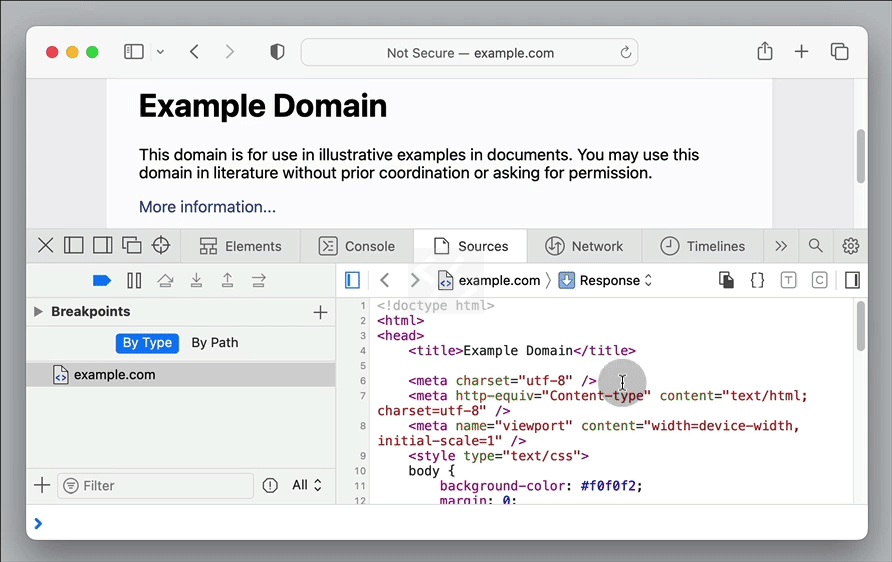 Not Secure — example.com
Example Domain
This domain is for use in illustrative examples in documents. You may use this
domain in literature without prior coordination or asking for permission.
More information...
Elements Console Sources Network Timelines
example.com Response
Breakpoints
By Type By Path
example.com
Filter
All
1 <!doctype html>
2 <html>
3 <head>
4 <title>Example Domain</title>
5
6 <meta charset="utf-8" />
7 <meta http-equiv="Content-type" content="text/html;
charset=utf-8" />
8 <meta name="viewport" content="width=device-width,
initial-scale=1" />
9 <style type="text/css">
10 body {
11 background-color: #f0f0f2;
12 margin: 0;